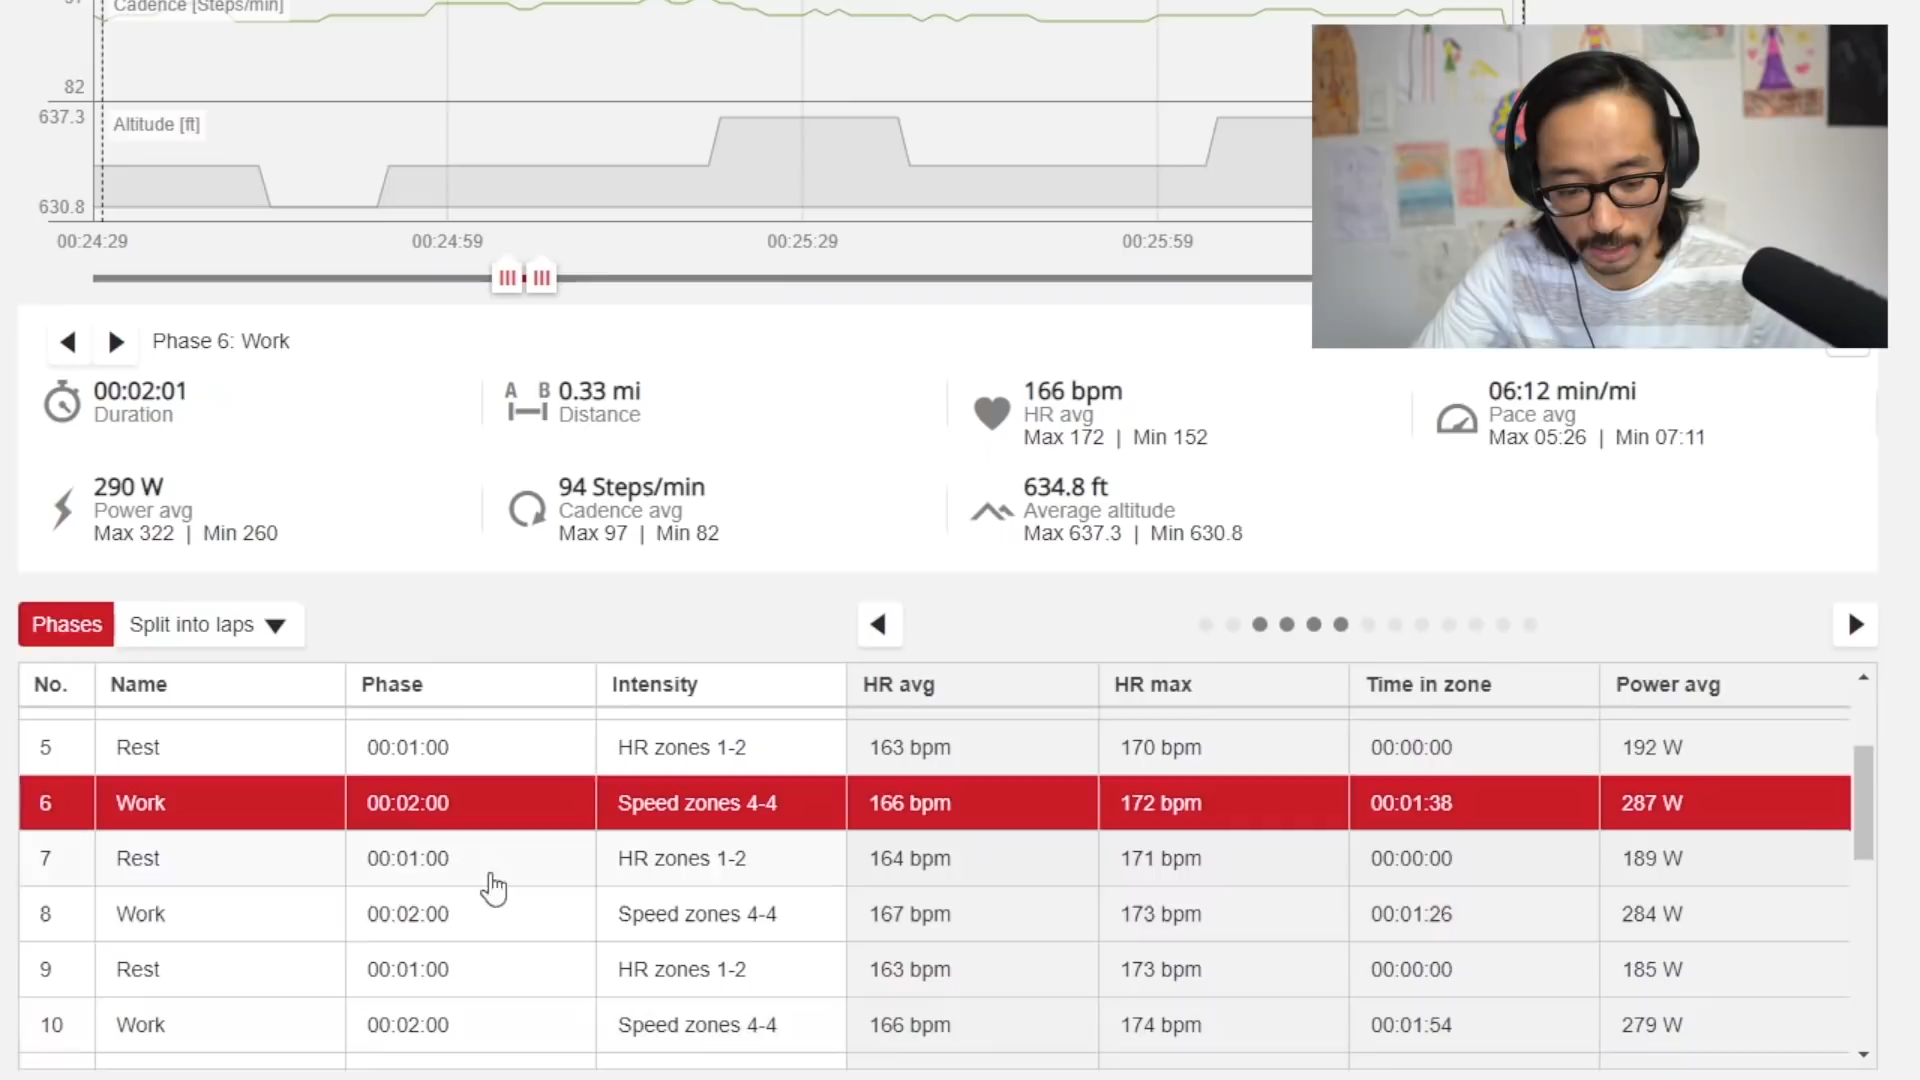 Cadence [Steps/min]
82
637.3
Altitude [ft]
630.8
00:24:29 00:24:59 00:25:29 00:25:59
Phase 6: Work
00:02:01
Duration
A B
0.33 mi
Distance
166 bpm
HR avg
Max 172 | Min 152
06:12 min/mi
Pace avg
Max 05:26 | Min 07:11
290 W
Power avg
Max 322 | Min 260
94 Steps/min
Cadence avg
Max 97 | Min 82
634.8 ft
Average altitude
Max 637.3 | Min 630.8
Phases Split into laps
No. Name Phase Intensity HR avg HR max Time in zone Power avg
5 Rest 00:01:00 HR zones 1-2 163 bpm 170 bpm 00:00:00 192 W
6 Work 00:02:00 Speed zones 4-4 166 bpm 172 bpm 00:01:38 287 W
7 Rest 00:01:00 HR zones 1-2 164 bpm 171 bpm 00:00:00 189 W
8 Work 00:02:00 Speed zones 4-4 167 bpm 173 bpm 00:01:26 284 W
9 Rest 00:01:00 HR zones 1-2 163 bpm 173 bpm 00:00:00 185 W
10 Work 00:02:00 Speed zones 4-4 166 bpm 174 bpm 00:01:54 279 W